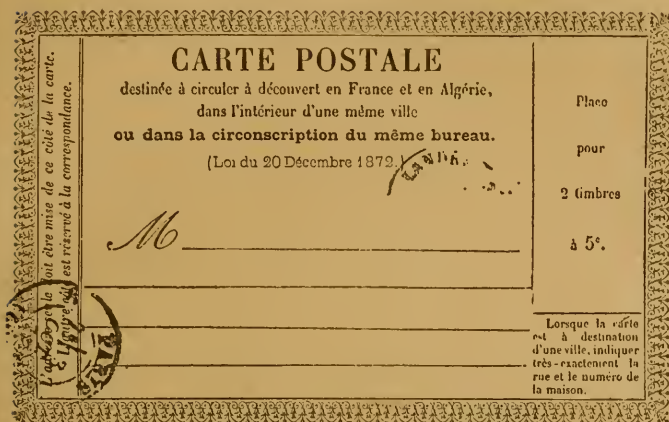 CARTE POSTALE
destinée à circuler à découvert en France et en Algérie,
dans l'intérieur d'une même ville
ou dans la circonscription du même bureau.
(Loi du 20 Décembre 1872.)
M
doit être mise de ce côté de la carte.
est réservé à la correspondance.
Place
pour
2 timbres
à 5c.
Lorsque la carte
est à destination
d'une ville, indiquer
très-exactement la
rue et le numéro de
la maison.